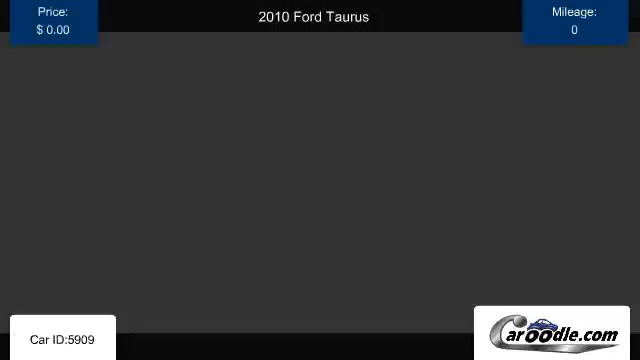 Price:
$ 0.00
2010 Ford Taurus
Mileage:
0
Car ID:5909
Caroodle.com